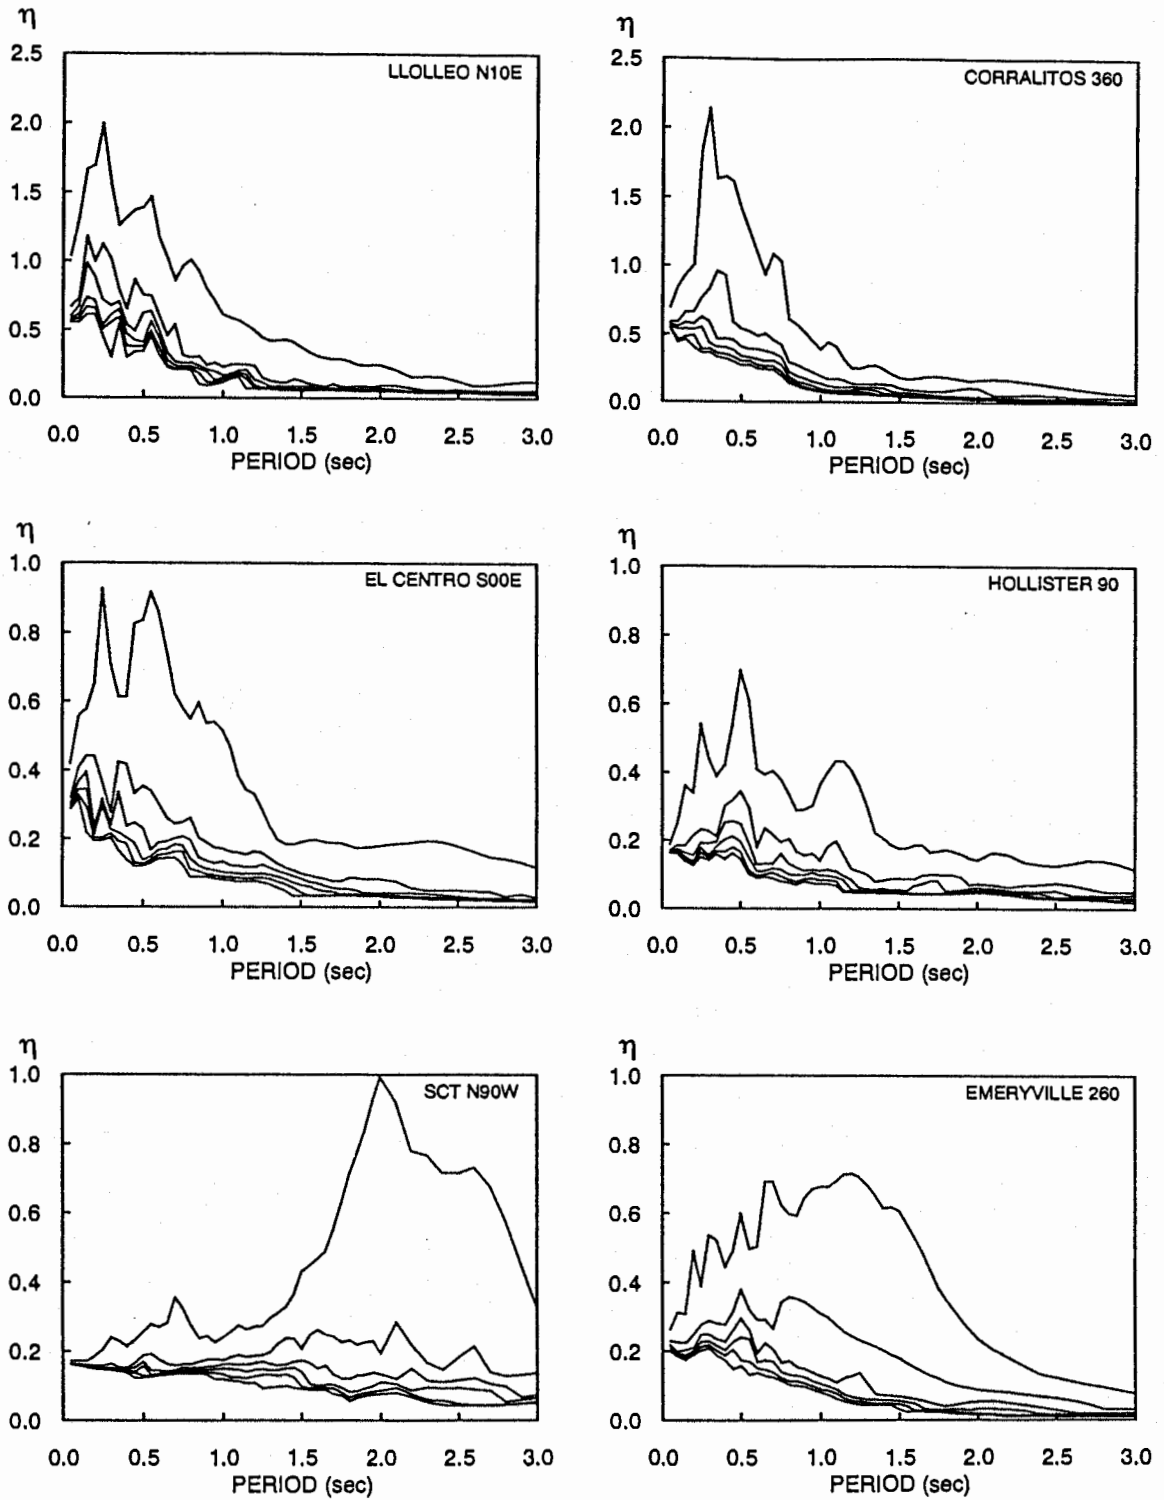 η
2.5
LLOLLEO N10E
2.0
1.5
1.0
0.5
0.0
0.0 0.5 1.0 1.5 2.0 2.5 3.0
PERIOD (sec)
η
2.5
CORRALITOS 360
2.0
1.5
1.0
0.5
0.0
0.0 0.5 1.0 1.5 2.0 2.5 3.0
PERIOD (sec)
η
1.0
EL CENTRO S00E
0.8
0.6
0.4
0.2
0.0
0.0 0.5 1.0 1.5 2.0 2.5 3.0
PERIOD (sec)
η
1.0
HOLLISTER 90
0.8
0.6
0.4
0.2
0.0
0.0 0.5 1.0 1.5 2.0 2.5 3.0
PERIOD (sec)
η
1.0
SCT N90W
0.8
0.6
0.4
0.2
0.0
0.0 0.5 1.0 1.5 2.0 2.5 3.0
PERIOD (sec)
η
1.0
EMERYVILLE 260
0.8
0.6
0.4
0.2
0.0
0.0 0.5 1.0 1.5 2.0 2.5 3.0
PERIOD (sec)